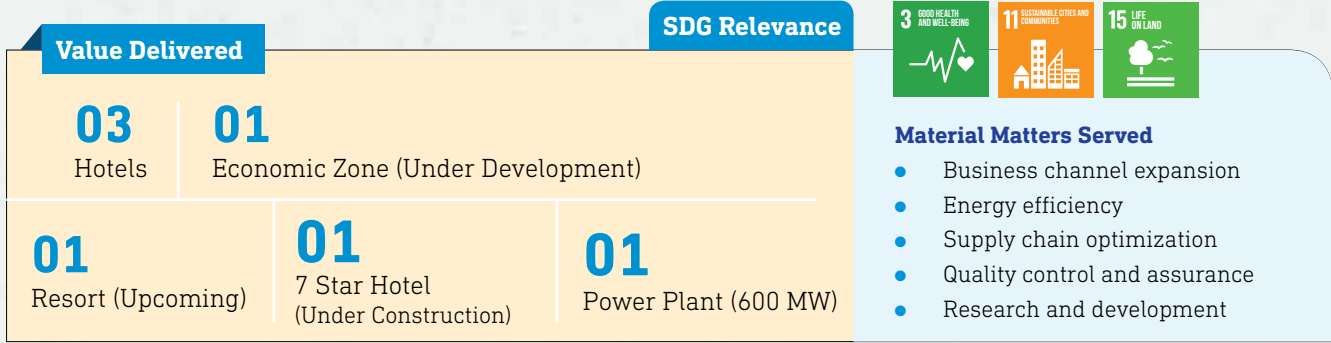 Value Delivered
SDG Relevance
3 GOOD HEALTH
AND WELL-BEING
11 SUSTAINABLE CITIES AND
COMMUNITIES
15 LIFE
ON LAND
03
Hotels
01
Economic Zone (Under Development)
01
Resort (Upcoming)
01
7 Star Hotel
(Under Construction)
01
Power Plant (600 MW)
Material Matters Served
Business channel expansion
Energy efficiency
Supply chain optimization
Quality control and assurance
Research and development